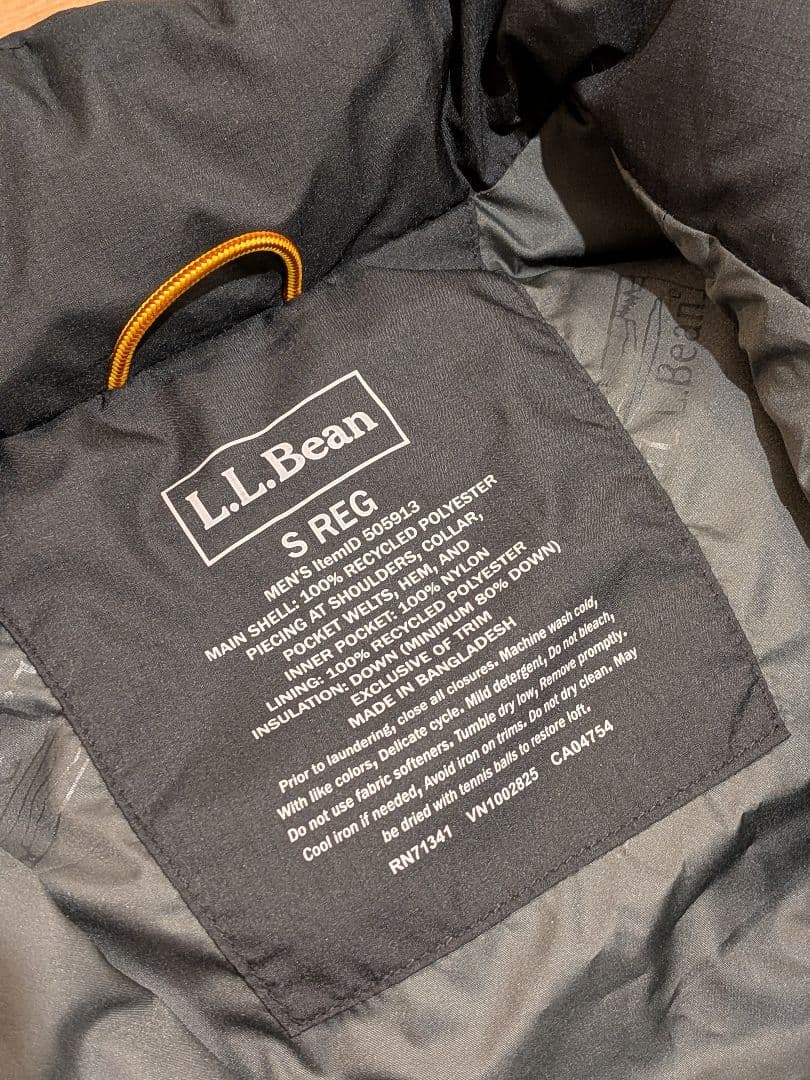 L.L.Bean
S REG
MEN'S ItemID 505913
MAIN SHELL: 100% RECYCLED POLYESTER
PIECING AT SHOULDERS, COLLAR,
POCKET WELTS, HEM, AND
INNER POCKET: 100% NYLON
LINING: 100% RECYCLED POLYESTER
INSULATION: DOWN (MINIMUM 80% DOWN)
EXCLUSIVE OF TRIM
MADE IN BANGLADESH
Prior to laundering, close all closures. Machine wash cold,
With like colors, Delicate cycle. Mild detergent, Do not bleach,
Do not use fabric softeners. Tumble dry low, Remove promptly.
Cool iron if needed, Avoid iron on trims. Do not dry clean. May
be dried with tennis balls to restore loft.
RN71341 VN1002825 CA04754
L.Bean